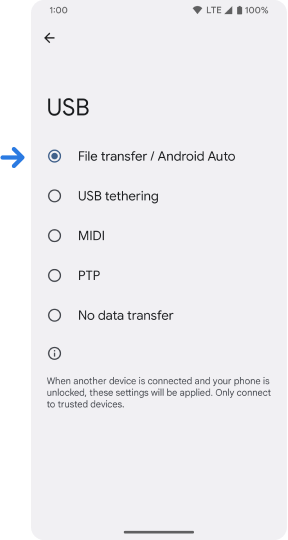 1:00 LTE 100%
USB
File transfer / Android Auto
USB tethering
MIDI
PTP
No data transfer
When another device is connected and your phone is
unlocked, these settings will be applied. Only connect
to trusted devices.